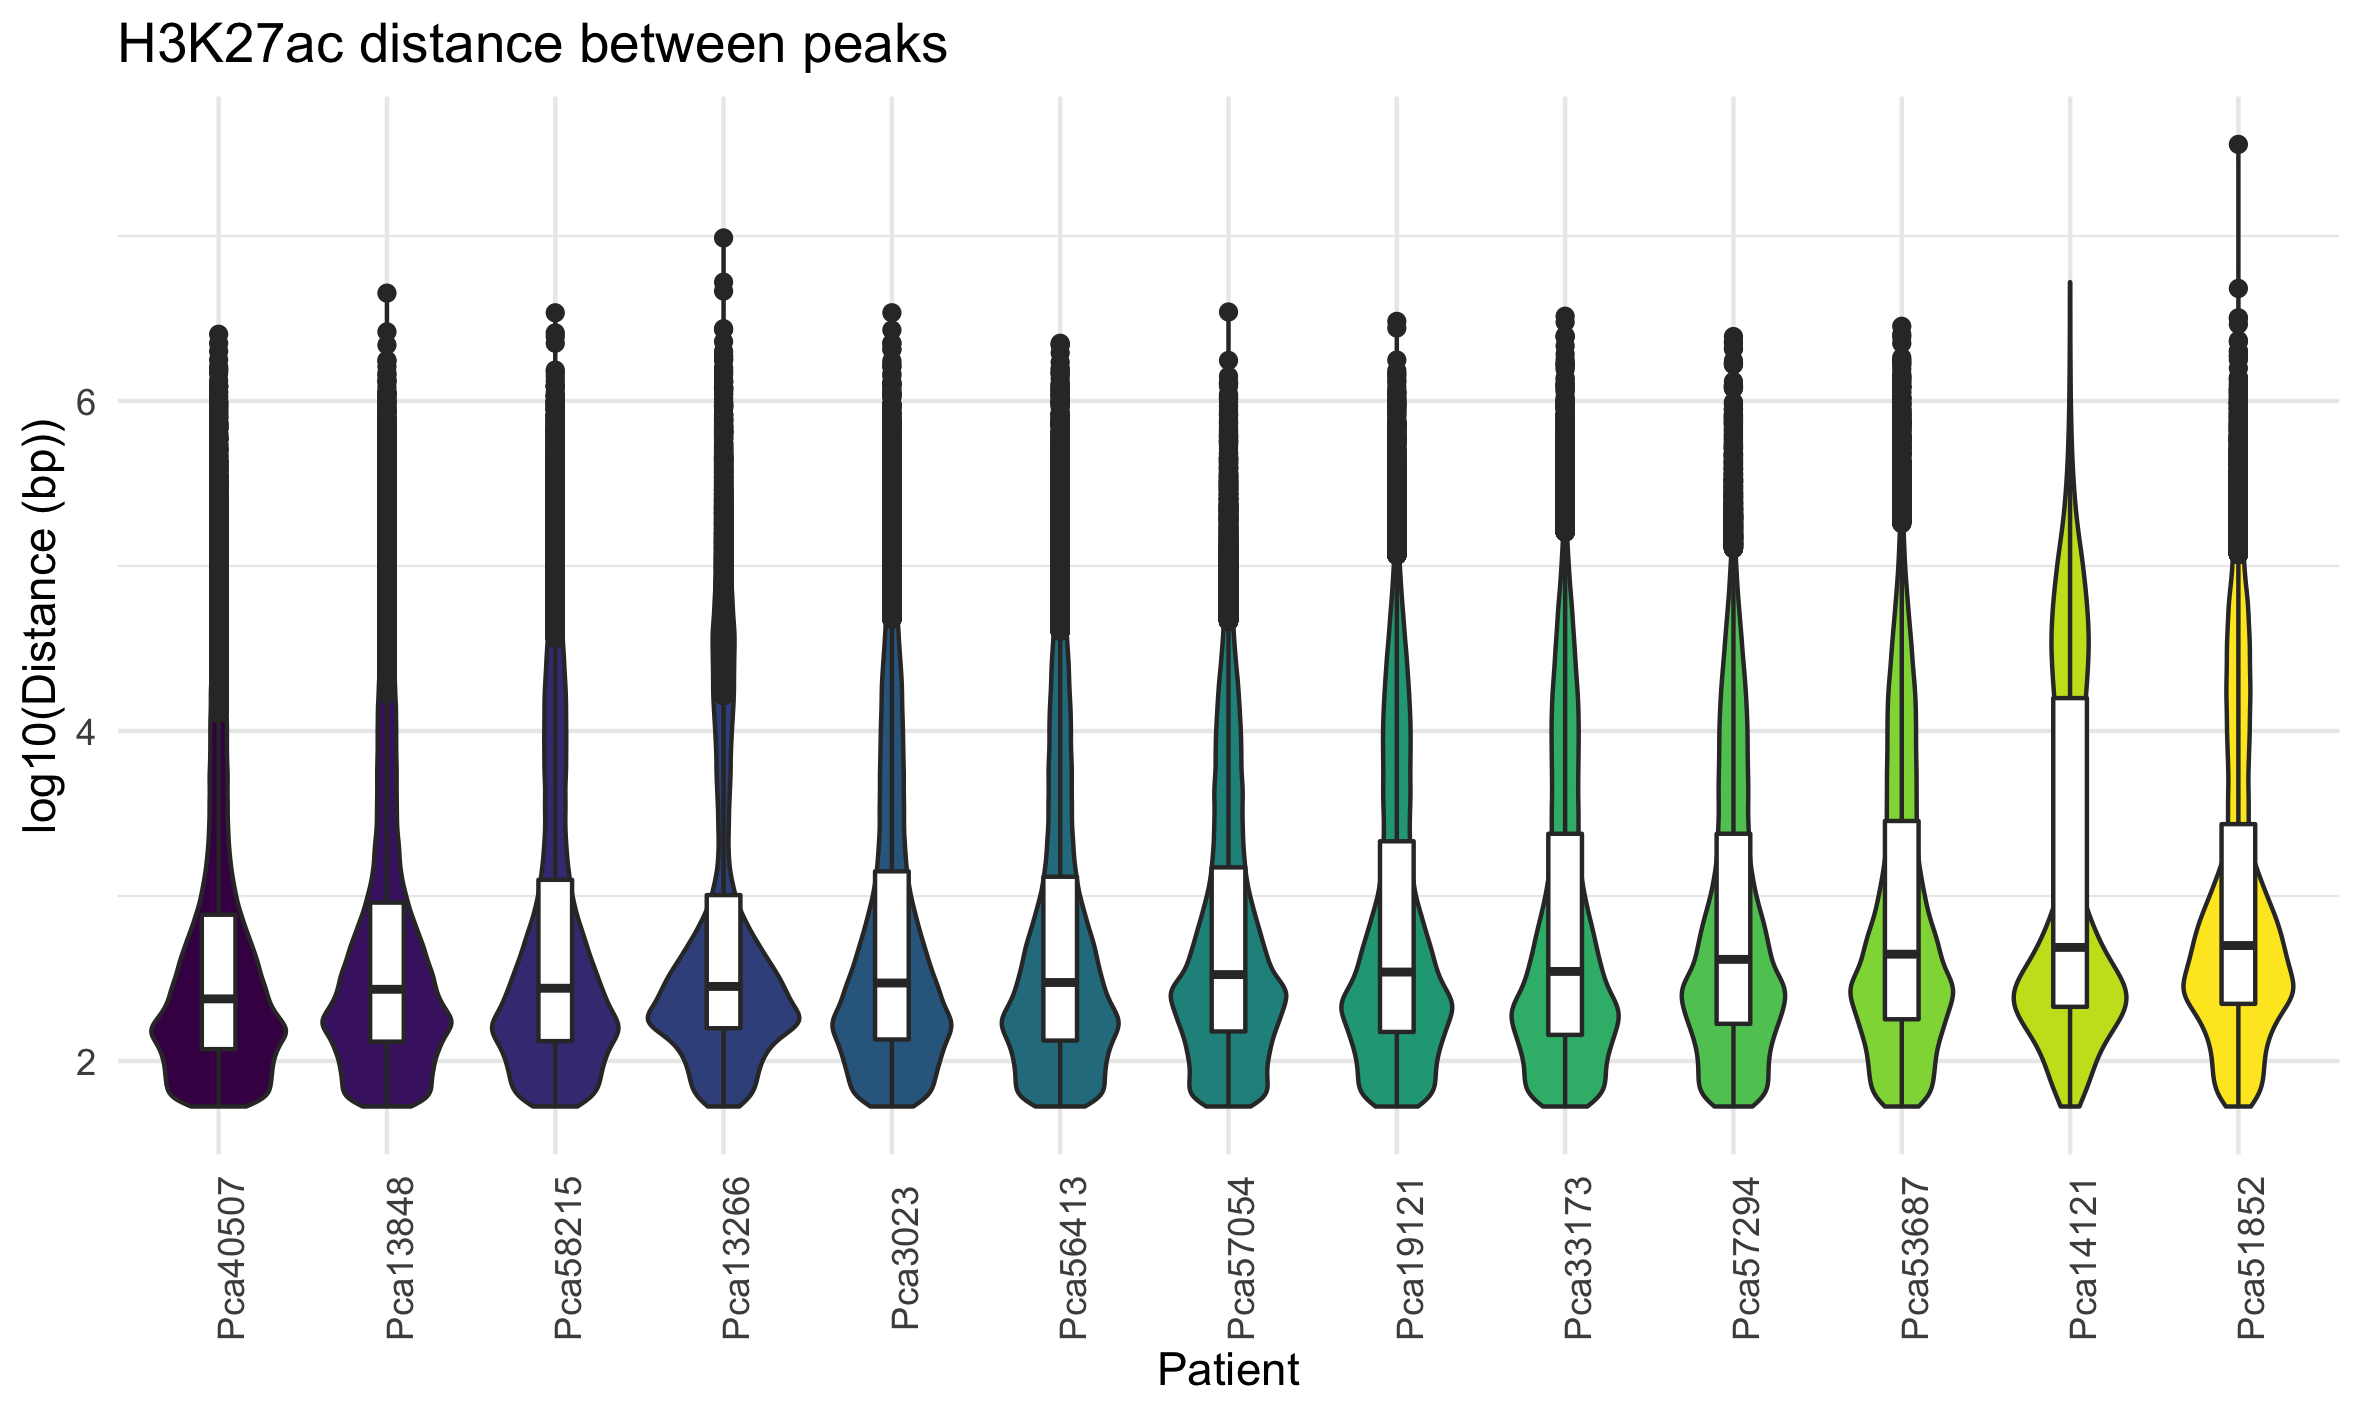 H3K27ac distance between peaks
log10(Distance (bp))
6
4
2
Pca40507
Pca13848
Pca58215
Pca13266
Pca30023
Pca56413
Pca57054
Pca19121
Pca33173
Pca57294
Pca53687
Pca14121
Pca51852
Patient